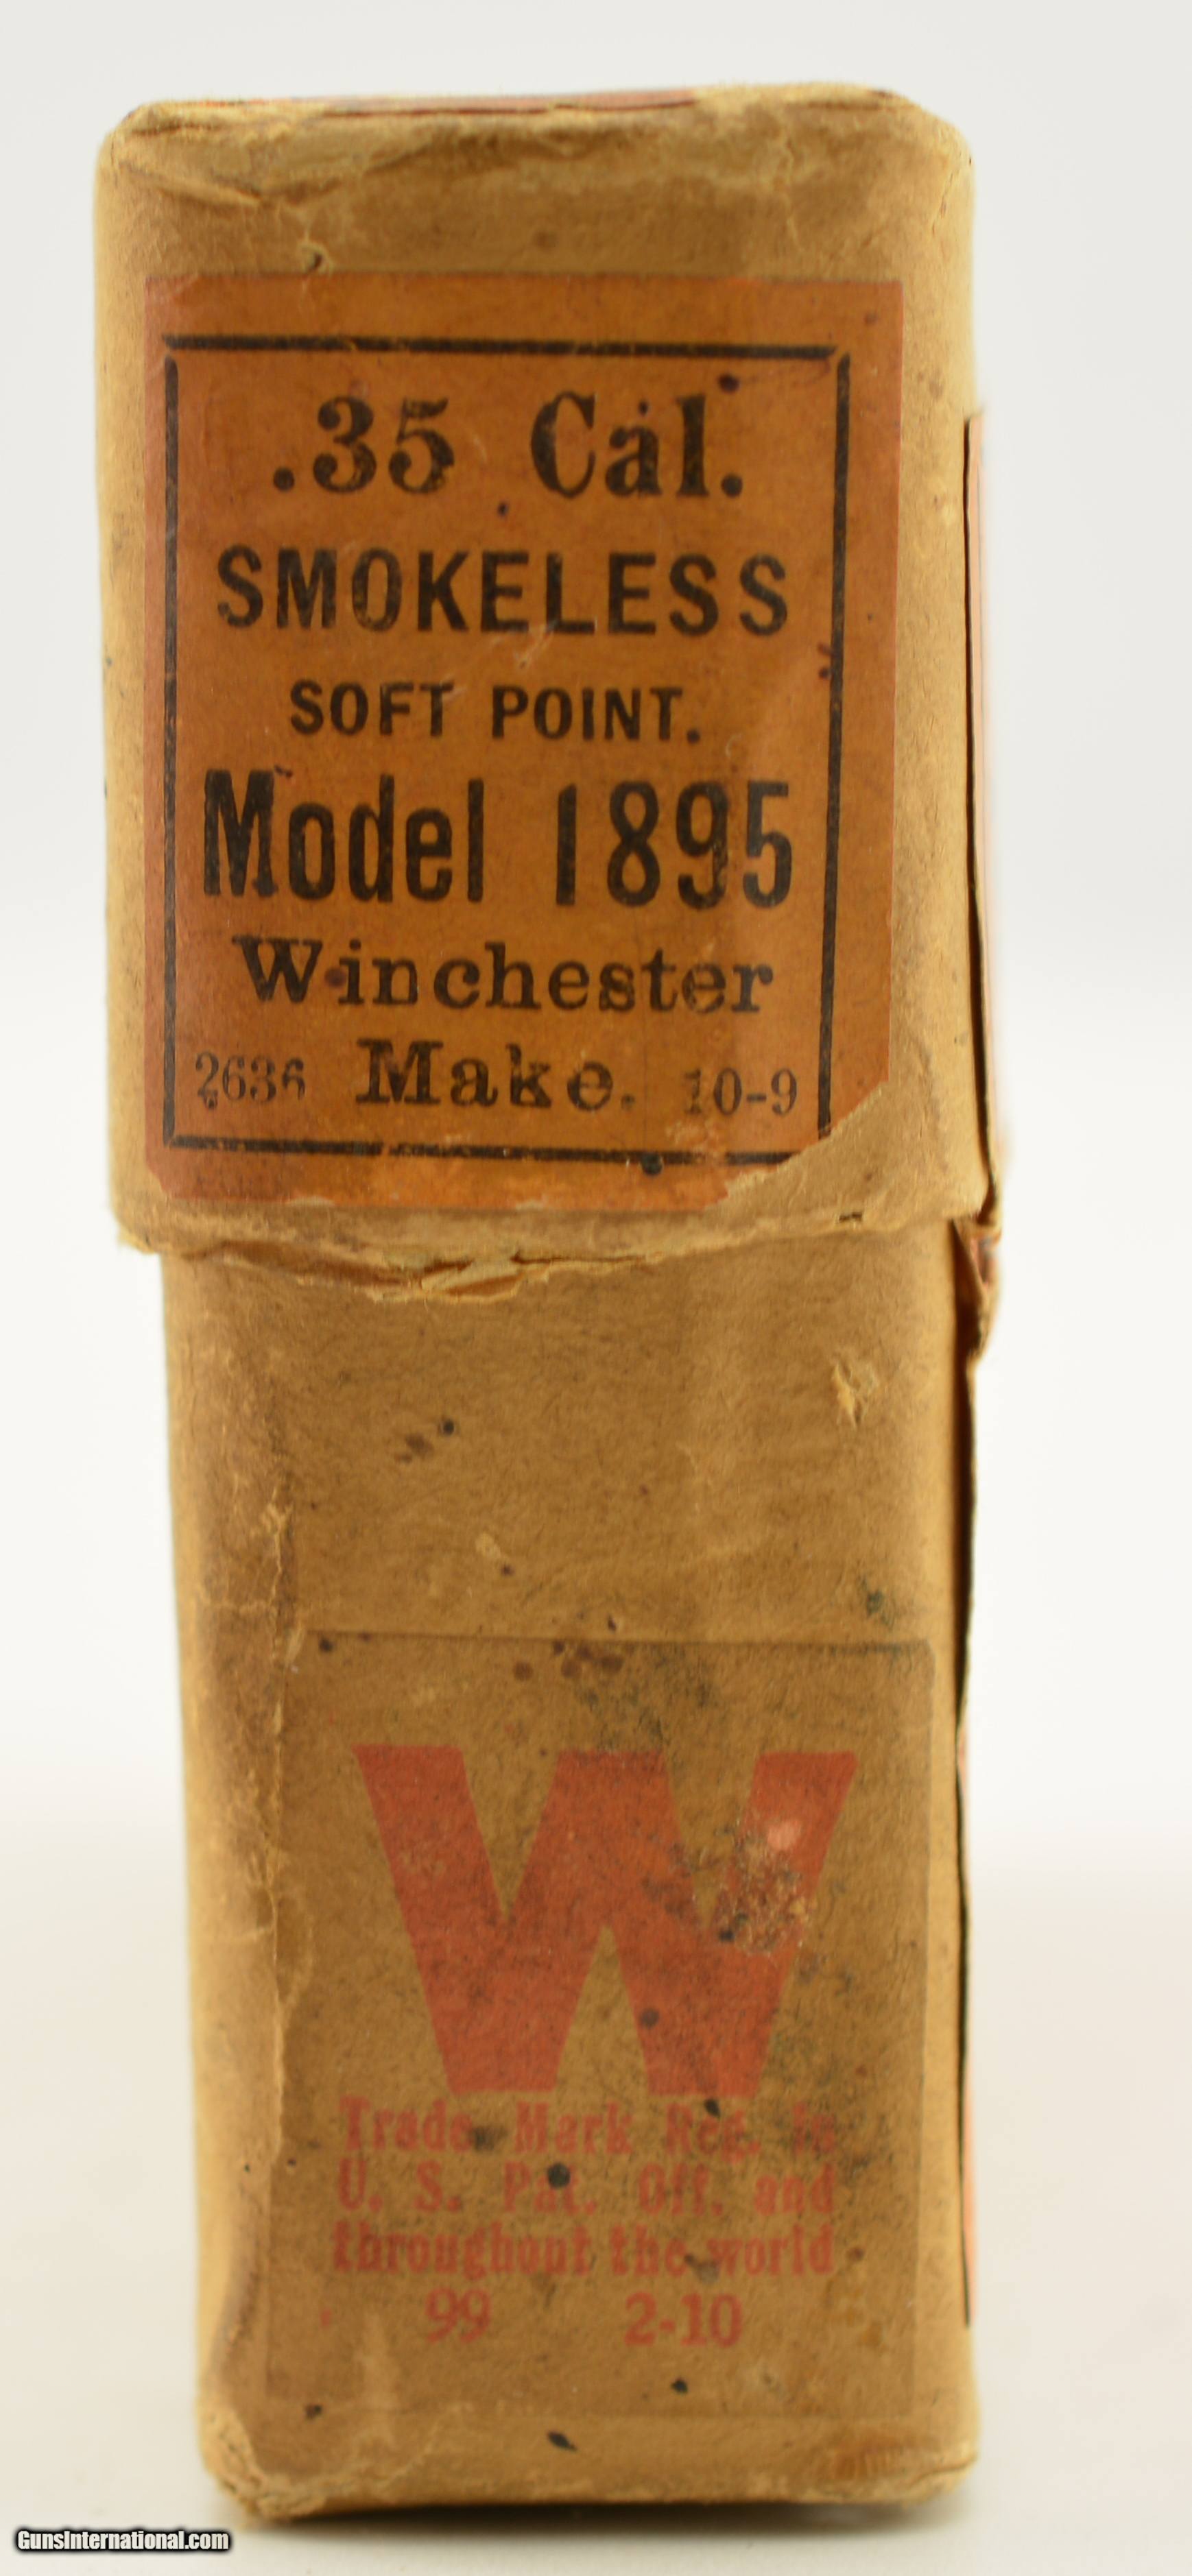 .35 Cal.
SMOKELESS
SOFT POINT.
Model 1895
Winchester
2636 Make. 10-9
W
Trade Mark Reg. in
U. S. Pat. Off. and
throughout the world
99 2-10
GunsInternational.com